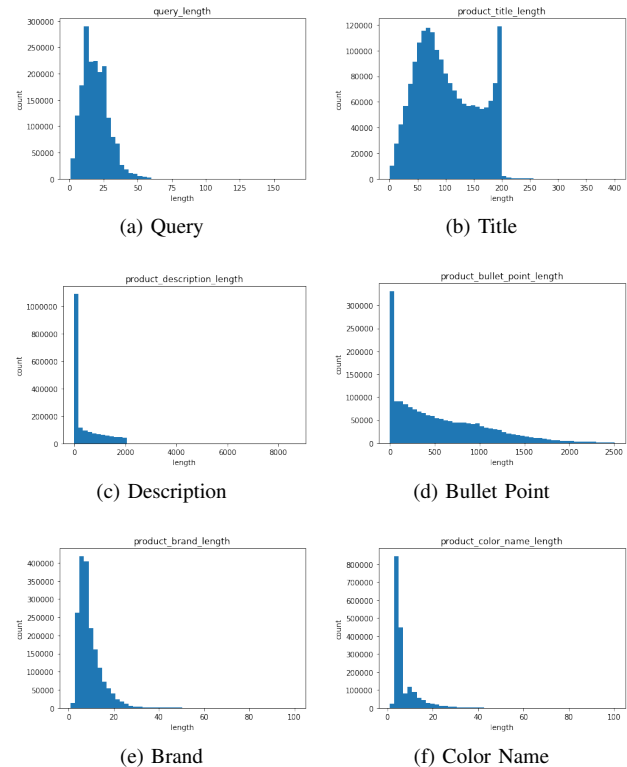 query_length
300000
250000
200000
150000
100000
50000
0
count
0 25 50 75 100 125 150
length
(a) Query
product_title_length
120000
100000
80000
60000
40000
20000
0
count
0 50 100 150 200 250 300 350 400
length
(b) Title
product_description_length
1000000
800000
600000
400000
200000
0
count
0 2000 4000 6000 8000
length
(c) Description
product_bullet_point_length
300000
250000
200000
150000
100000
50000
0
count
0 500 1000 1500 2000 2500
length
(d) Bullet Point
product_brand_length
400000
350000
300000
250000
200000
150000
100000
50000
0
count
0 20 40 60 80 100
length
(e) Brand
product_color_name_length
800000
700000
600000
500000
400000
300000
200000
100000
0
count
0 20 40 60 80 100
length
(f) Color Name